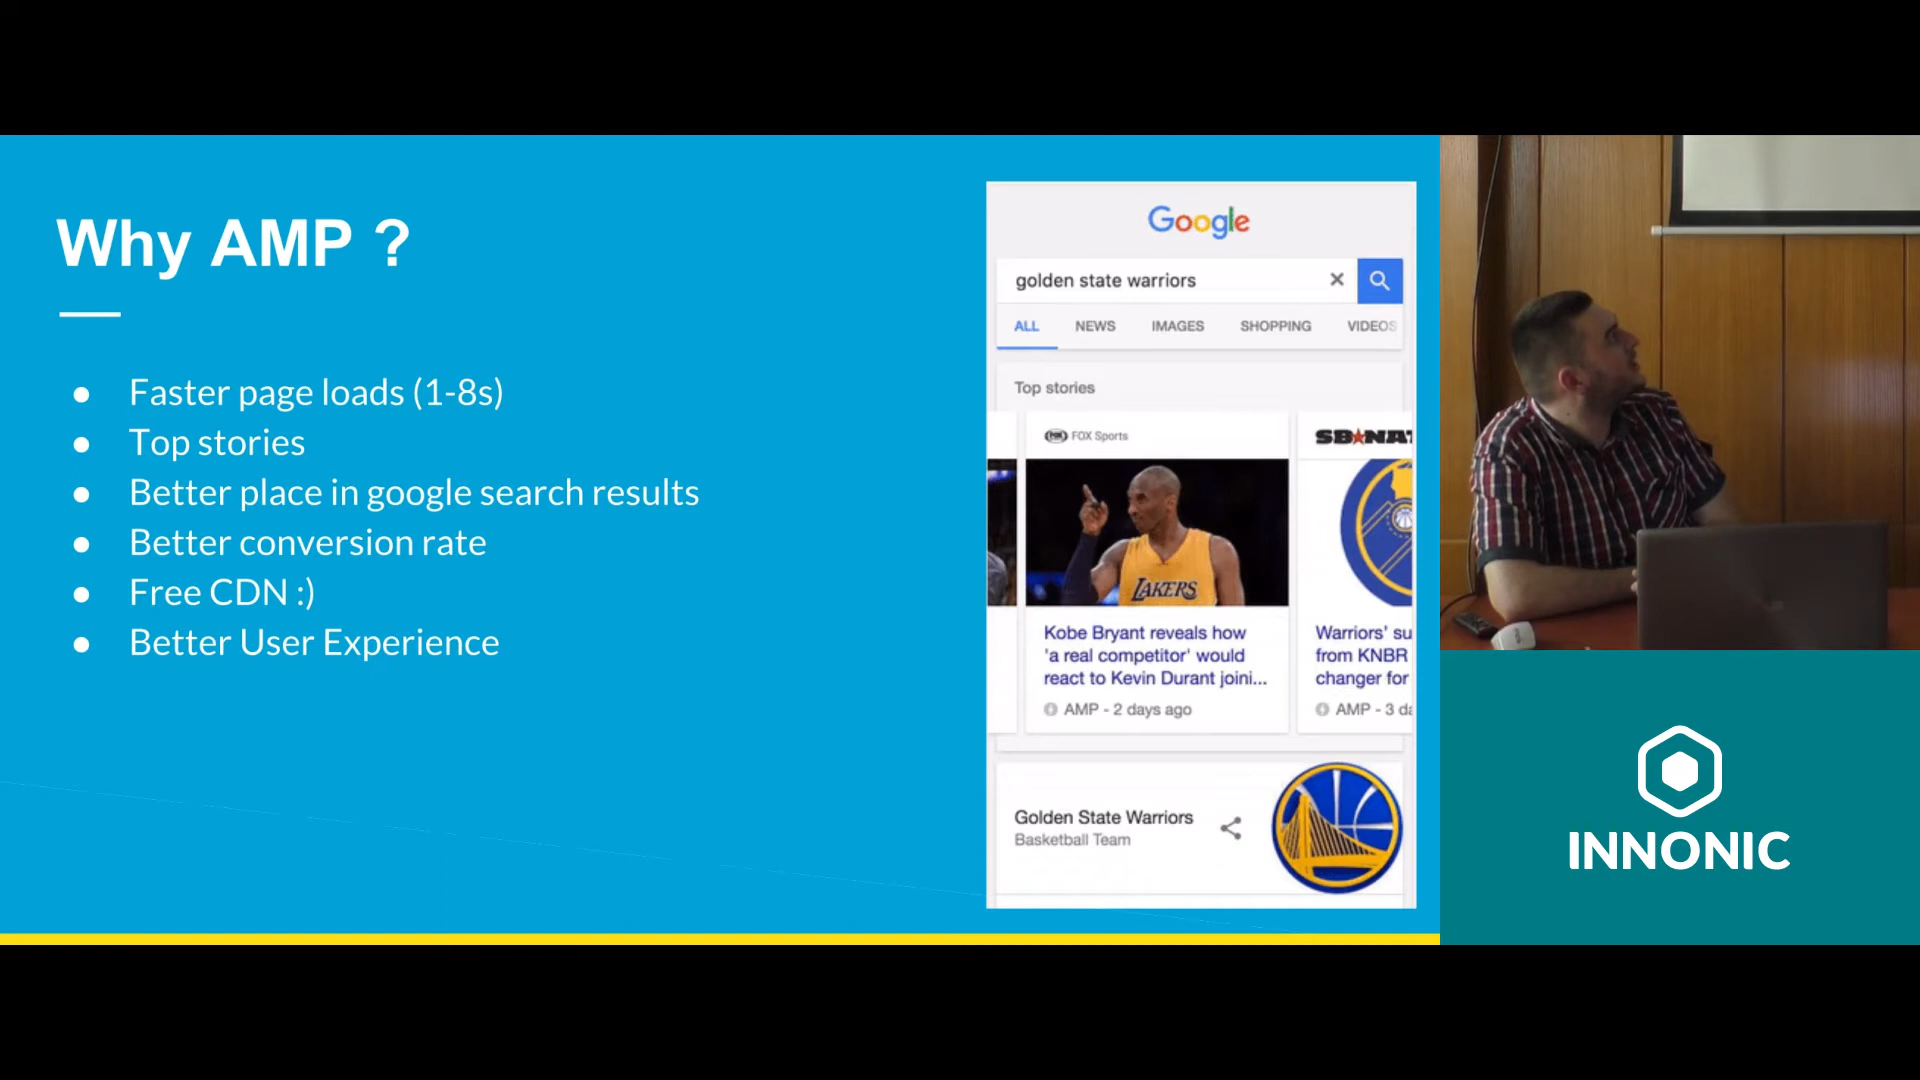 Why AMP ?
● Faster page loads (1-8s)
● Top stories
● Better place in google search results
● Better conversion rate
● Free CDN :)
● Better User Experience
Google
golden state warriors
ALL NEWS IMAGES SHOPPING VIDEOS
Top stories
FOX Sports
LAKERS
Kobe Bryant reveals how
'a real competitor' would
react to Kevin Durant joini...
AMP - 2 days ago
SB NAT
Warriors' su
from KNBR
changer for
AMP - 3 da
Golden State Warriors
Basketball Team
INNONIC